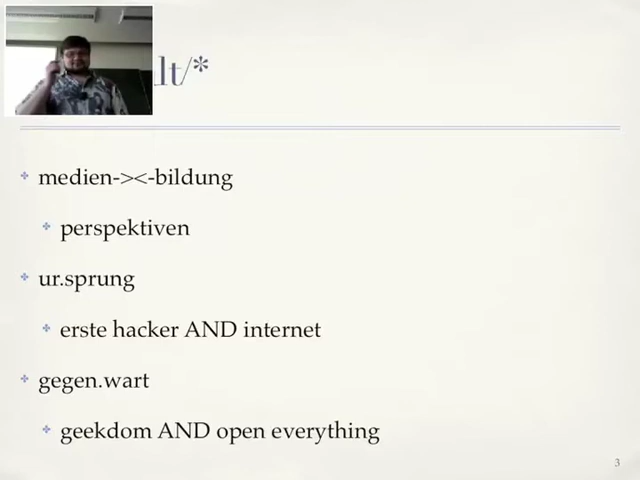 lt/*
medien-><-bildung
perspektiven
ur.sprung
erste hacker AND internet
gegen.wart
geekdom AND open everything
3